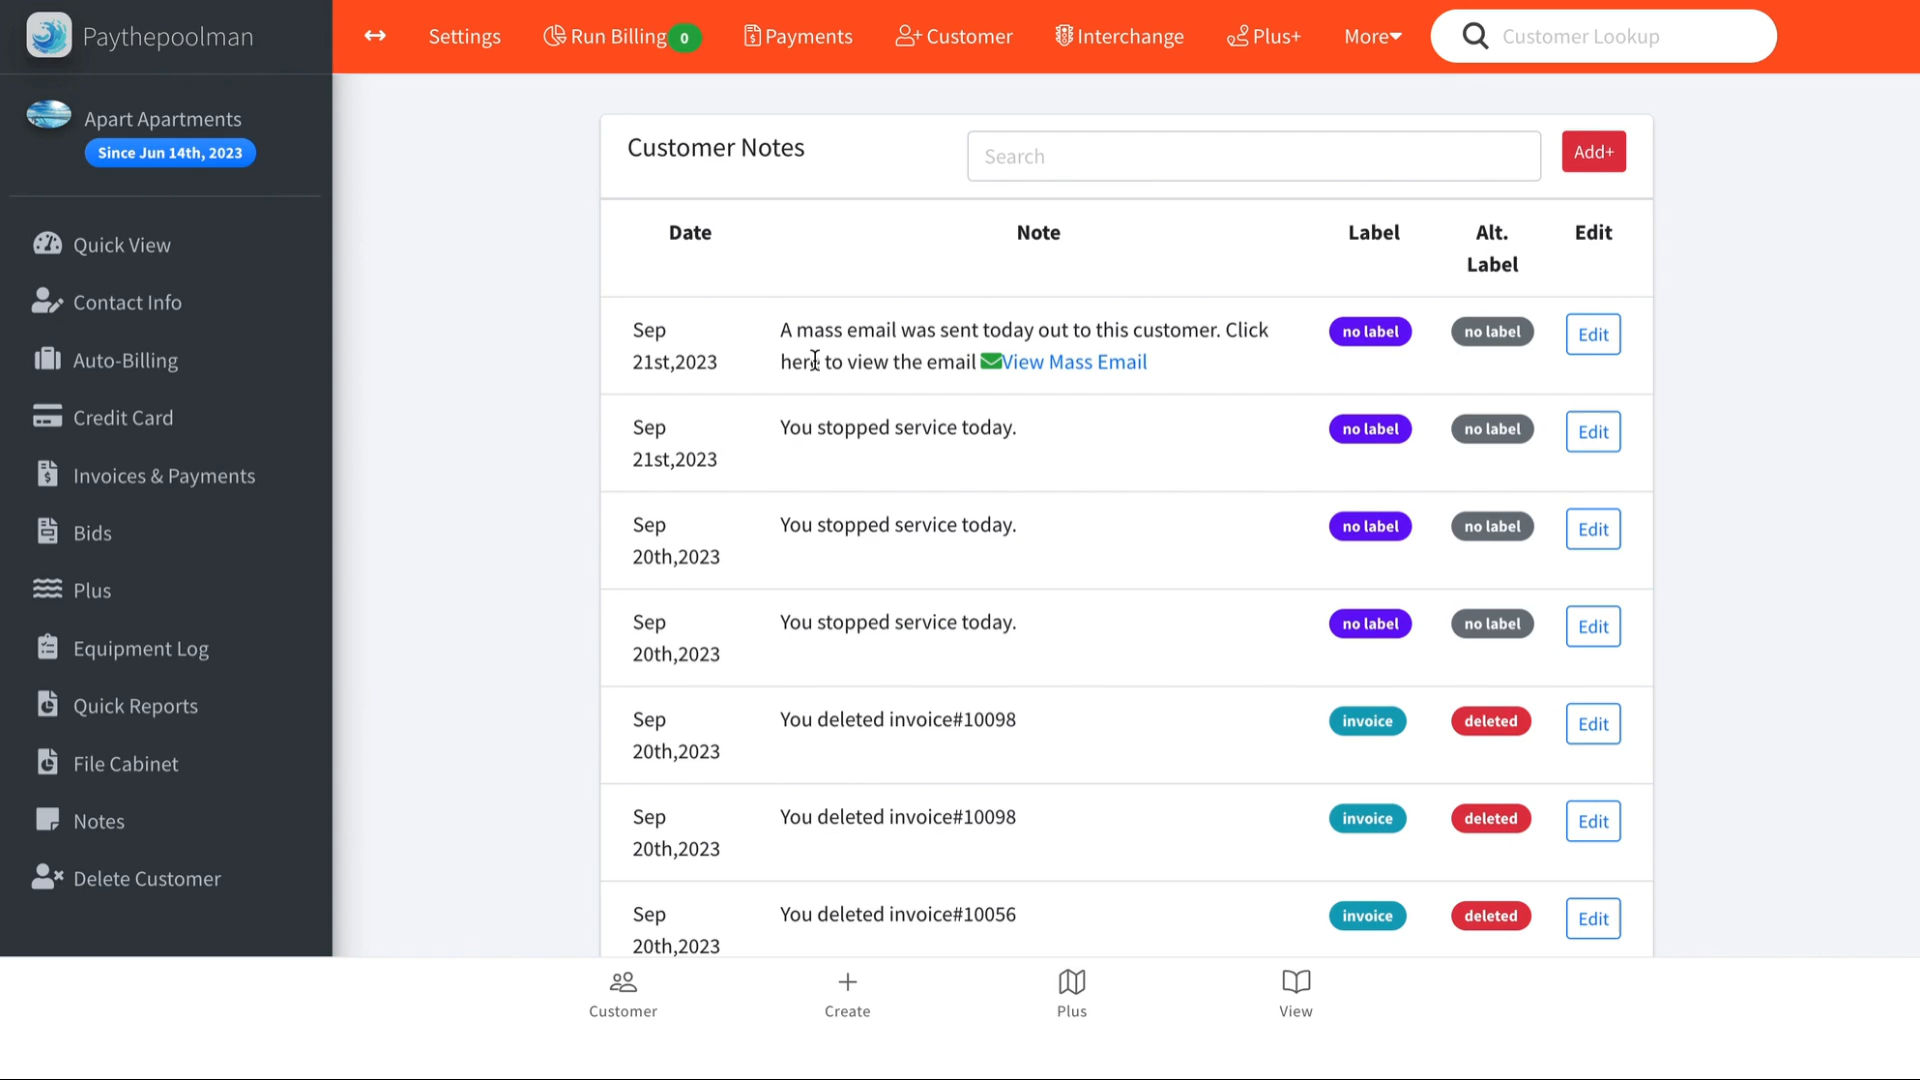 Paythepoolman
Settings
Run Billing 0
Payments
Customer
Interchange
Plus+
More
Customer Lookup
Apart Apartments
Since Jun 14th, 2023
Quick View
Contact Info
Auto-Billing
Credit Card
Invoices & Payments
Bids
Plus
Equipment Log
Quick Reports
File Cabinet
Notes
Delete Customer
Customer Notes
Search
Add+
Date Note Label Alt. Label Edit
Sep 21st,2023
A mass email was sent today out to this customer. Click
here to view the email View Mass Email
no label no label Edit
Sep 21st,2023
You stopped service today.
no label no label Edit
Sep 20th,2023
You stopped service today.
no label no label Edit
Sep 20th,2023
You stopped service today.
no label no label Edit
Sep 20th,2023
You deleted invoice#10098
invoice deleted Edit
Sep 20th,2023
You deleted invoice#10098
invoice deleted Edit
Sep 20th,2023
You deleted invoice#10056
invoice deleted Edit
Customer
Create
Plus
View